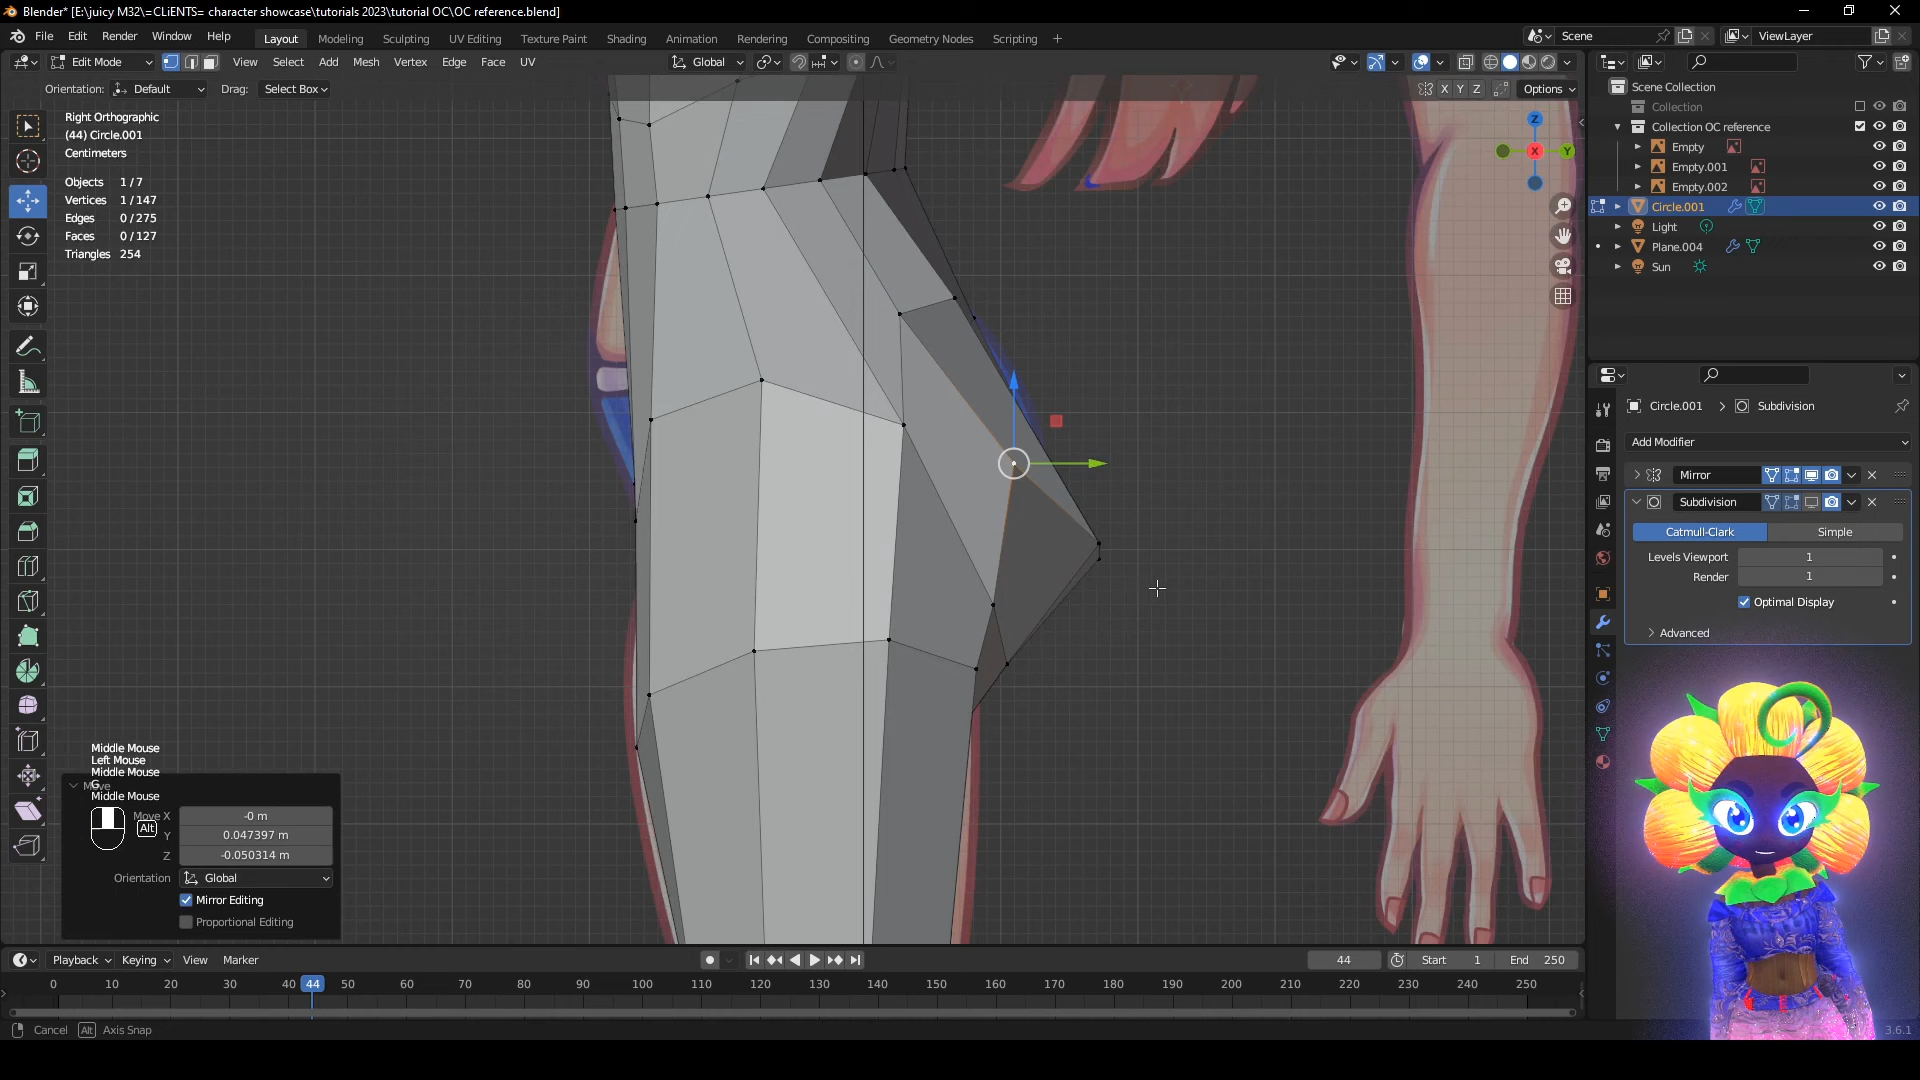 Blender* [E:\juicy M32\=CLiENTS= character showcase\tutorials 2023\tutorial OC\OC reference.blend]
File Edit Render Window Help Layout Modeling Sculpting UV Editing Texture Paint Shading Animation Rendering Compositing Geometry Nodes Scripting + Scene ViewLayer
Edit Mode View Select Add Mesh Vertex Edge Face UV Global
Orientation: Default Drag: Select Box X Y Z Options
Right Orthographic
(44) Circle.001
Centimeters
Objects 1/7
Vertices 1/147
Edges 0/275
Faces 0/127
Triangles 254
Z
Y
X
Scene Collection
Collection
Collection OC reference
Empty
Empty.001
Empty.002
Circle.001
Light
Plane.004
Sun
Circle.001 > Subdivision
Add Modifier
Mirror
Subdivision
Catmull-Clark Simple
Levels Viewport 1
Render 1
Optimal Display
Advanced
Middle Mouse
Left Mouse
Middle Mouse
G
Middle Mouse
Alt
Move
Move X -0 m
Y 0.047397 m
Z -0.050314 m
Orientation Global
Mirror Editing
Proportional Editing
Playback Keying View Marker 44 Start 1 End 250
0 10 20 30 40 44 50 60 70 80 90 100 110 120 130 140 150 160 170 180 190 200 210 220 230 240 250
Cancel Alt Axis Snap 3.6.1